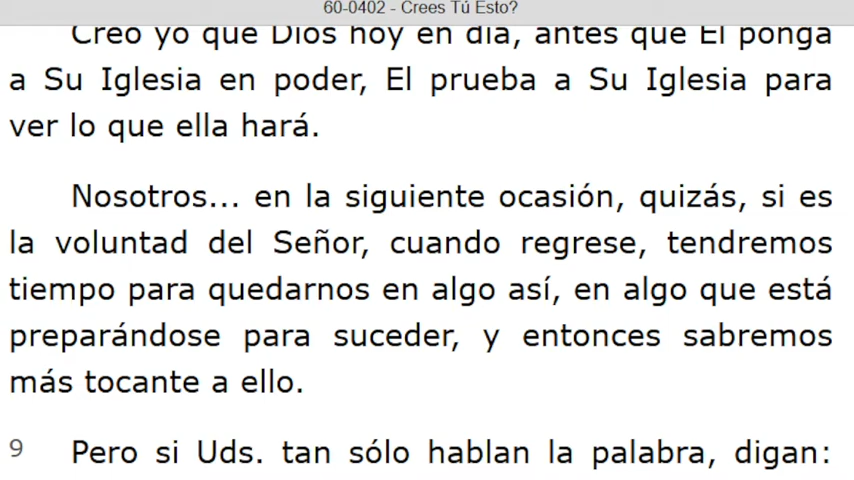 60-0402 - Crees Tú Esto?
Creo yo que Dios hoy en día, antes que El ponga
a Su Iglesia en poder, El prueba a Su Iglesia para
ver lo que ella hará.
Nosotros... en la siguiente ocasión, quizás, si es
la voluntad del Señor, cuando regrese, tendremos
tiempo para quedarnos en algo así, en algo que está
preparándose para suceder, y entonces sabremos
más tocante a ello.
9 Pero si Uds. tan sólo hablan la palabra, digan: